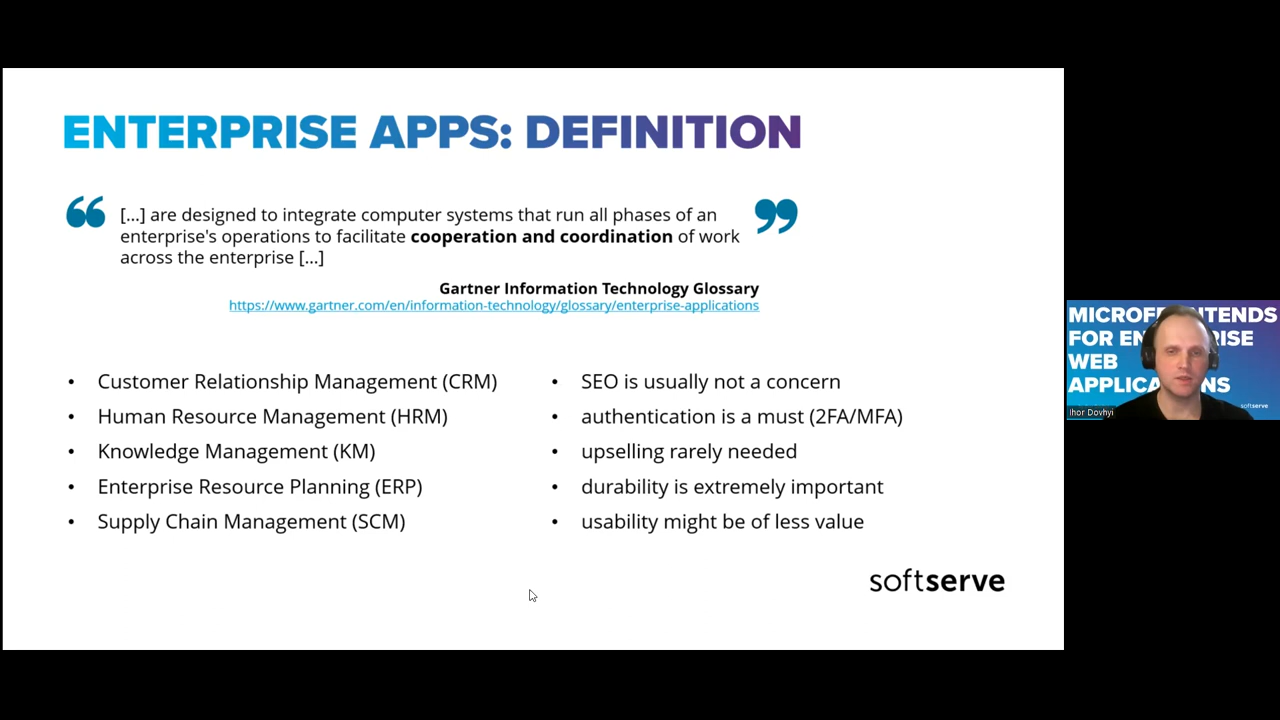 ENTERPRISE APPS: DEFINITION
“ ”
[...] are designed to integrate computer systems that run all phases of an
enterprise's operations to facilitate cooperation and coordination of work
across the enterprise [...]
Gartner Information Technology Glossary
https://www.gartner.com/en/information-technology/glossary/enterprise-applications
• Customer Relationship Management (CRM)
• Human Resource Management (HRM)
• Knowledge Management (KM)
• Enterprise Resource Planning (ERP)
• Supply Chain Management (SCM)
• SEO is usually not a concern
• authentication is a must (2FA/MFA)
• upselling rarely needed
• durability is extremely important
• usability might be of less value
softserve
FOR
WEB
softserve
Ihor Dovhyi